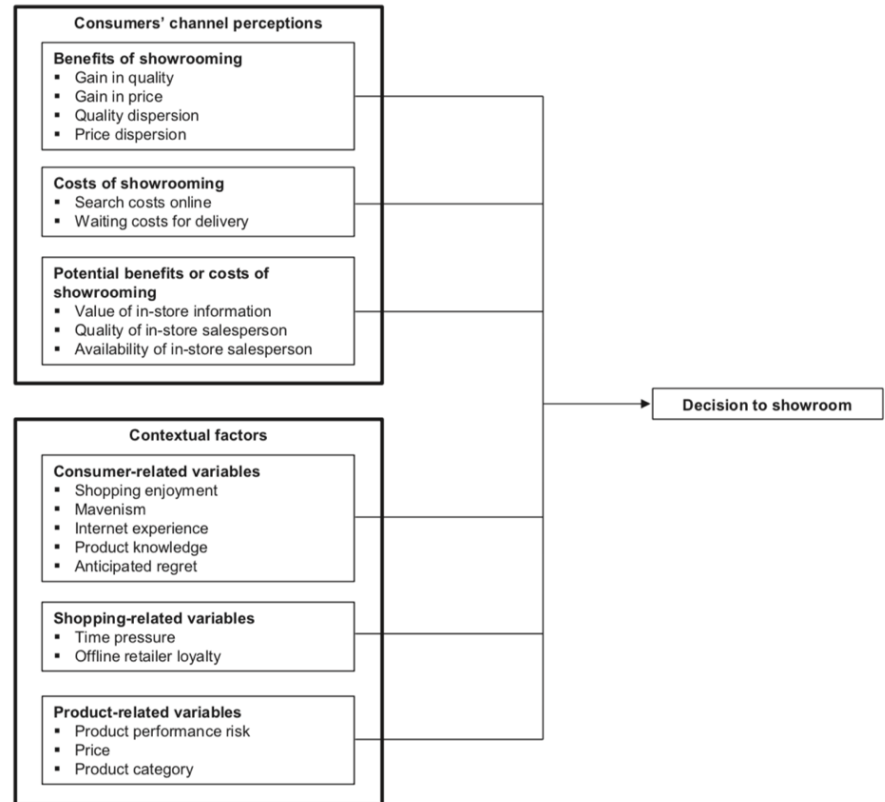 Consumers’ channel perceptions
Benefits of showrooming
▪ Gain in quality
▪ Gain in price
▪ Quality dispersion
▪ Price dispersion
Costs of showrooming
▪ Search costs online
▪ Waiting costs for delivery
Potential benefits or costs of
showrooming
▪ Value of in-store information
▪ Quality of in-store salesperson
▪ Availability of in-store salesperson
Decision to showroom
Contextual factors
Consumer-related variables
▪ Shopping enjoyment
▪ Mavenism
▪ Internet experience
▪ Product knowledge
▪ Anticipated regret
Shopping-related variables
▪ Time pressure
▪ Offline retailer loyalty
Product-related variables
▪ Product performance risk
▪ Price
▪ Product category